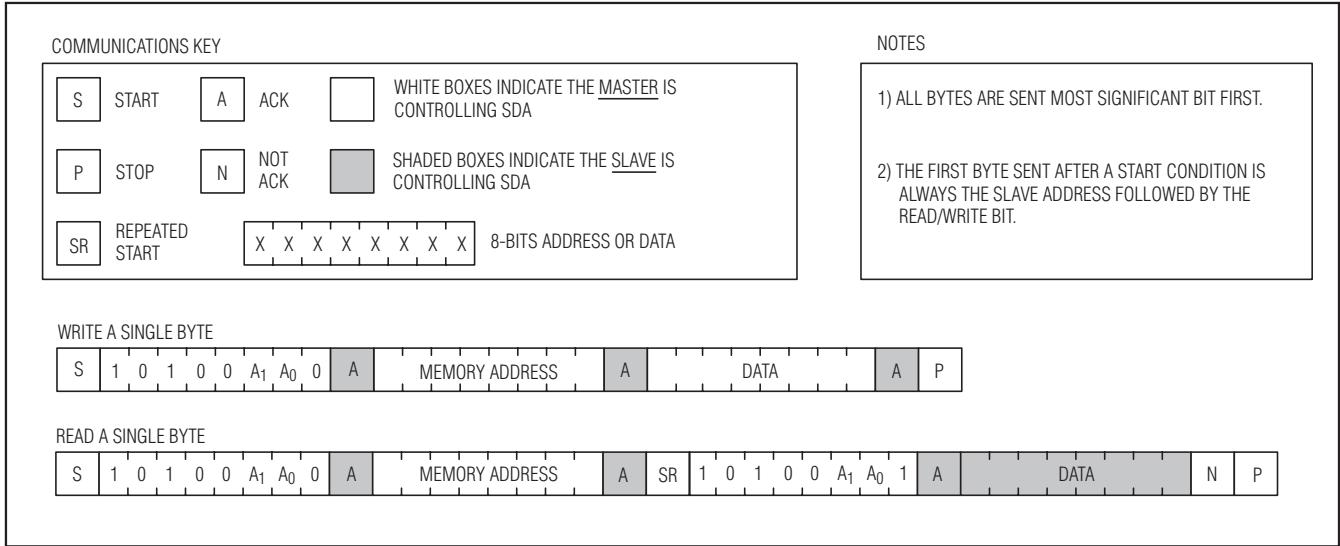 COMMUNICATIONS KEY
S START A ACK WHITE BOXES INDICATE THE MASTER IS
CONTROLLING SDA
P STOP N NOT
ACK SHADED BOXES INDICATE THE SLAVE IS
CONTROLLING SDA
SR REPEATED
START X X X X X X X X 8-BITS ADDRESS OR DATA
NOTES
1) ALL BYTES ARE SENT MOST SIGNIFICANT BIT FIRST.
2) THE FIRST BYTE SENT AFTER A START CONDITION IS
ALWAYS THE SLAVE ADDRESS FOLLOWED BY THE
READ/WRITE BIT.
WRITE A SINGLE BYTE
S 1 0 1 0 0 A1 A0 0 A MEMORY ADDRESS A DATA A P
READ A SINGLE BYTE
S 1 0 1 0 0 A1 A0 0 A MEMORY ADDRESS A SR 1 0 1 0 0 A1 A0 1 A DATA N P